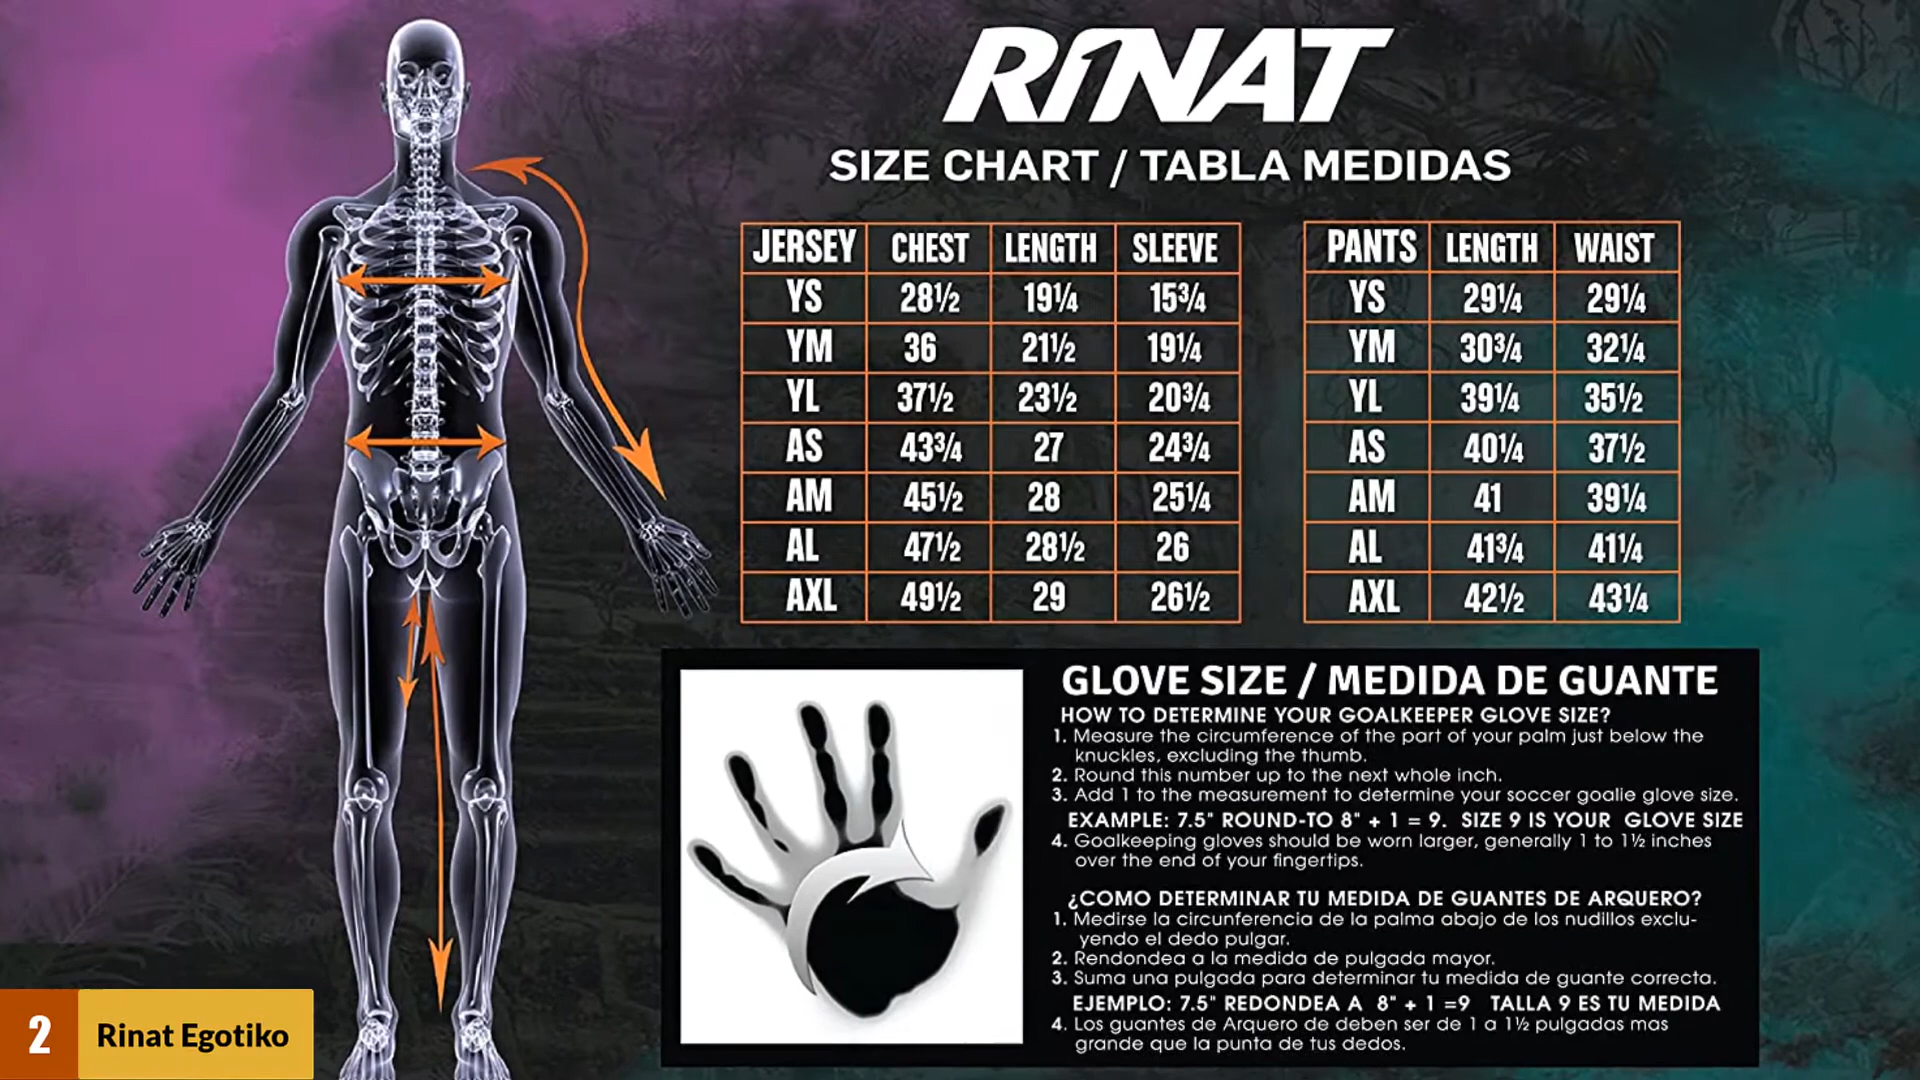 RINAT
SIZE CHART / TABLA MEDIDAS
JERSEY CHEST LENGTH SLEEVE
YS 28½ 19¼ 15¾
YM 36 21½ 19¼
YL 37½ 23½ 20¾
AS 43¾ 27 24¾
AM 45½ 28 25¼
AL 47½ 28½ 26
AXL 49½ 29 26½
PANTS LENGTH WAIST
YS 29¼ 29¼
YM 30¾ 32¼
YL 39¼ 35½
AS 40¼ 37½
AM 41 39¼
AL 41¾ 41¼
AXL 42½ 43¼
GLOVE SIZE / MEDIDA DE GUANTE
HOW TO DETERMINE YOUR GOALKEEPER GLOVE SIZE?
1. Measure the circumference of the part of your palm just below the
knuckles, excluding the thumb.
2. Round this number up to the next whole inch.
3. Add 1 to the measurement to determine your soccer goalie glove size.
EXAMPLE: 7.5" ROUND-TO 8" + 1 = 9. SIZE 9 IS YOUR GLOVE SIZE
4. Goalkeeping gloves should be worn larger, generally 1 to 1½ inches
over the end of your fingertips.
¿COMO DETERMINAR TU MEDIDA DE GUANTES DE ARQUERO?
1. Medirse la circunferencia de la palma abajo de los nudillos exclu-
yendo el dedo pulgar.
2. Rendondea a la medida de pulgada mayor.
3. Suma una pulgada para determinar tu medida de guante correcta.
EJEMPLO: 7.5" REDONDEA A 8" + 1 =9 TALLA 9 ES TU MEDIDA
4. Los guantes de Arquero de deben ser de 1 a 1½ pulgadas mas
grande que la punta de tus dedos.
2 Rinat Egotiko